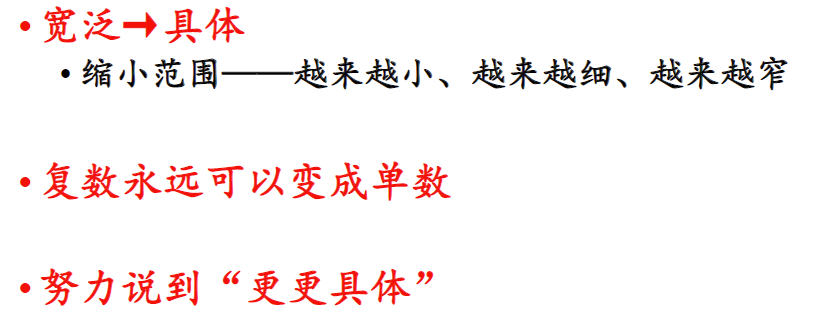 • 宽泛→具体
• 缩小范围——越来越小、越来越细、越来越窄
• 复数永远可以变成单数
• 努力说到“更更具体”